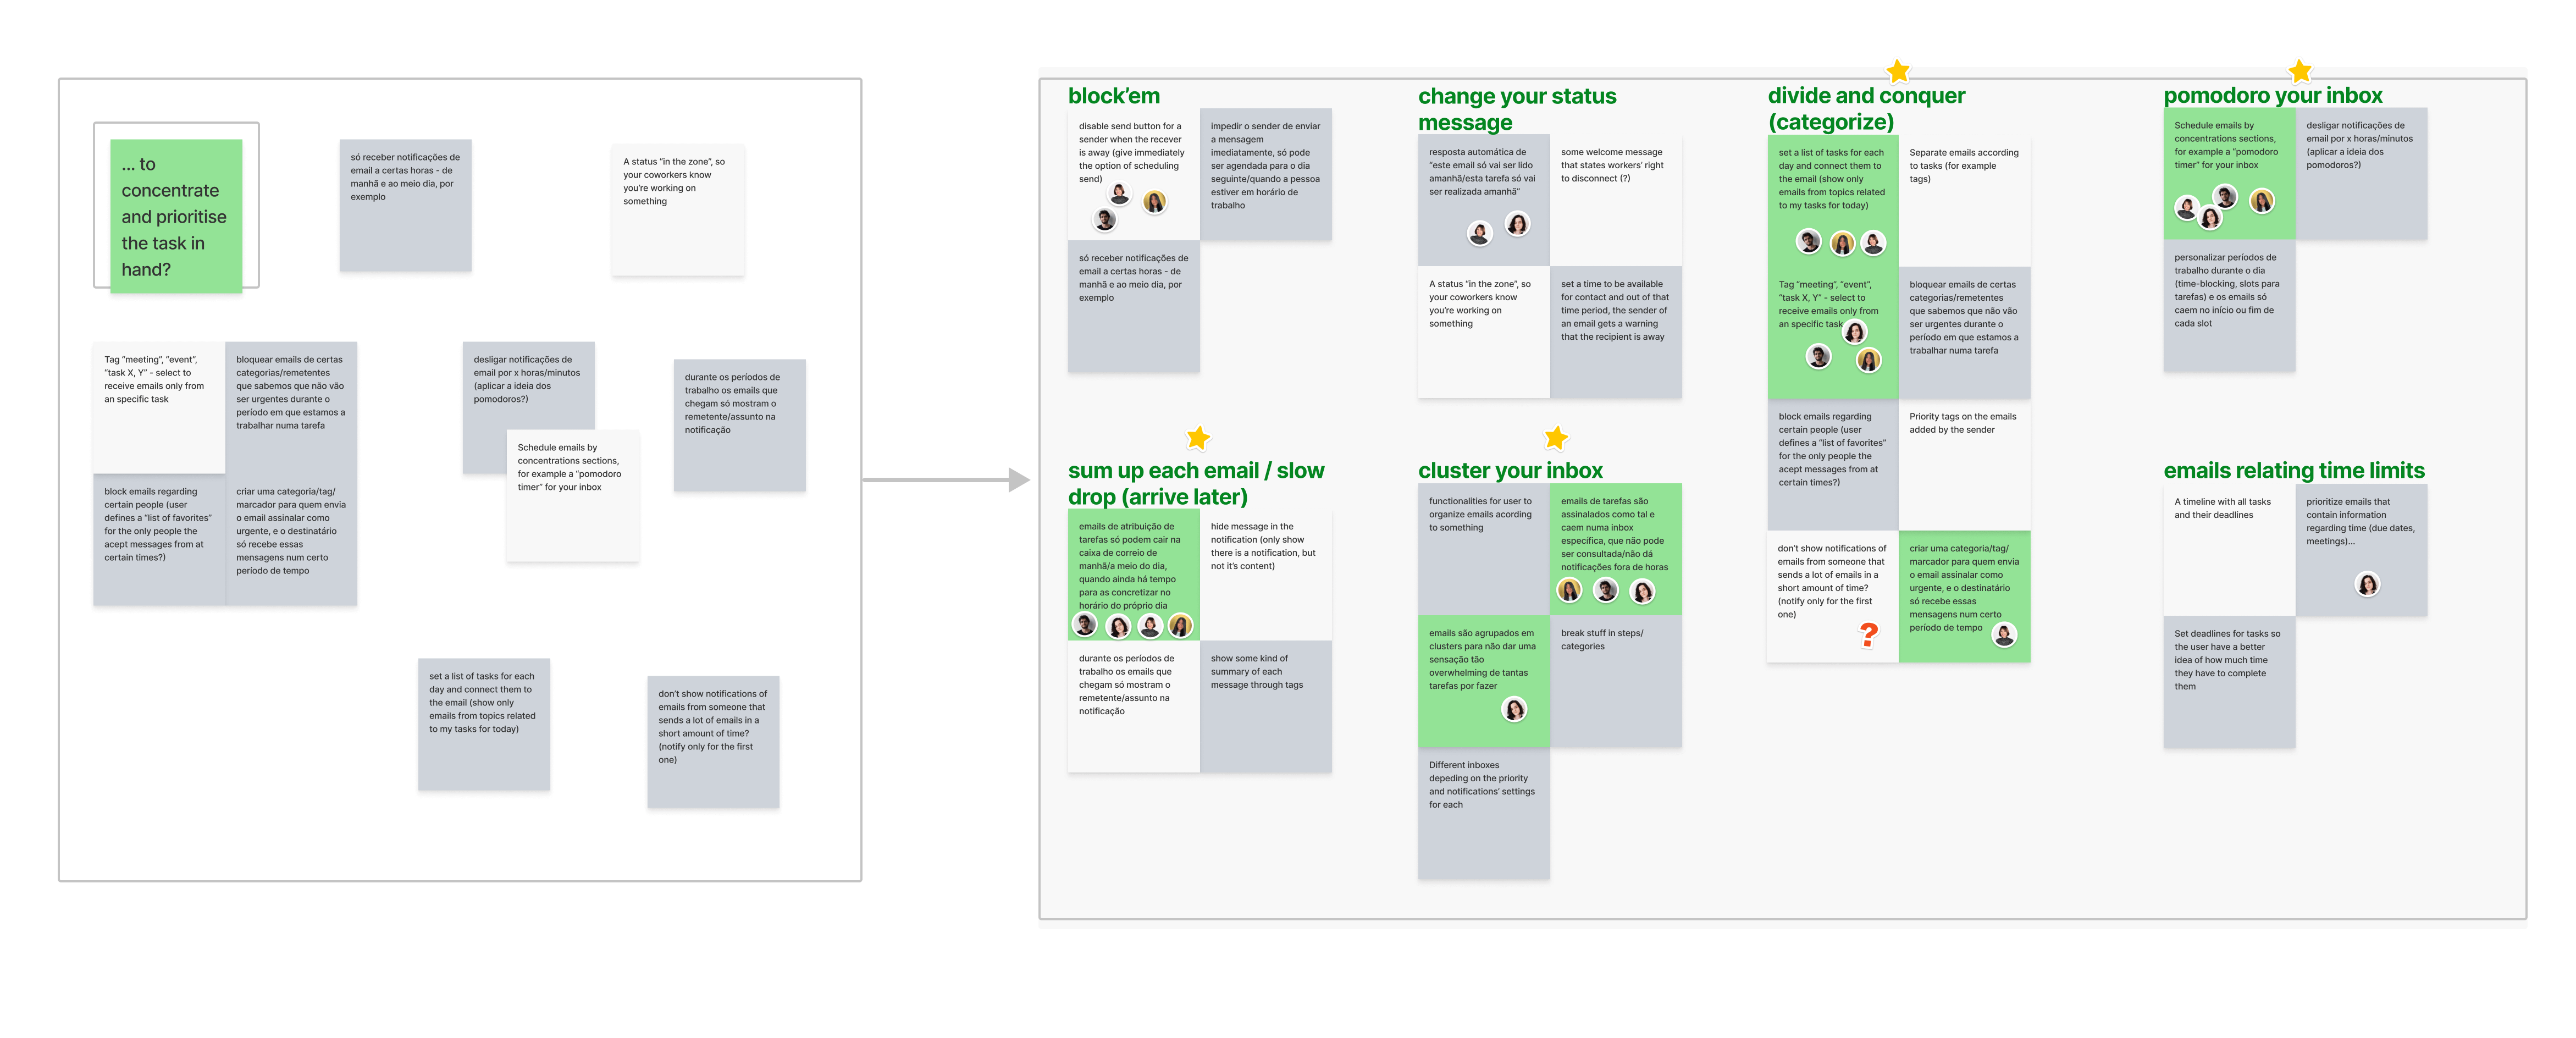 ... to
concentrate
and prioritise
the task in
hand?
só receber notificações de
email a certas horas - de
manhã e ao meio dia, por
exemplo
A status “in the zone”, so
your coworkers know
you’re working on
something
Tag “meeting”, “event”,
“task X, Y” - select to
receive emails only from
an specific task
bloquear emails de certas
categorias/remetentes
que sabemos que não vão
ser urgentes durante o
período em que estamos a
trabalhar numa tarefa
desligar notificações de
email por x horas/minutos
(aplicar a ideia dos
pomodoros?)
durante os períodos de
trabalho os emails que
chegam só mostram o
remetente/assunto na
notificação
Schedule emails by
concentrations sections,
for example a “pomodoro
timer” for your inbox
block emails regarding
certain people (user
defines a “list of favorites”
for the only people the
acept messages from at
certain times?)
criar uma categoria/tag/
marcador para quem envia
o email assinalar como
urgente, e o destinatário
só recebe essas
mensagens num certo
período de tempo
set a list of tasks for each
day and connect them to
the email (show only
emails from topics related
to my tasks for today)
don’t show notifications of
emails from someone that
sends a lot of emails in a
short amount of time?
(notify only for the first
one)
block’em
disable send button for a
sender when the recever
is away (give immediately
the option of scheduling
send)
impedir o sender de enviar
a mensagem
imediatamente, só pode
ser agendada para o dia
seguinte/quando a pessoa
estiver em horário de
trabalho
só receber notificações de
email a certas horas - de
manhã e ao meio dia, por
exemplo
change your status
message
resposta automática de
“este email só vai ser lido
amanhã/esta tarefa só vai
ser realizada amanhã”
some welcome message
that states workers’ right
to disconnect (?)
A status “in the zone”, so
your coworkers know
you’re working on
something
set a time to be available
for contact and out of that
time period, the sender of
an email gets a warning
that the recipient is away
divide and conquer
(categorize)
set a list of tasks for each
day and connect them to
the email (show only
emails from topics related
to my tasks for today)
Separate emails according
to tasks (for example
tags)
Tag “meeting”, “event”,
“task X, Y” - select to
receive emails only from
an specific task
bloquear emails de certas
categorias/remetentes
que sabemos que não vão
ser urgentes durante o
período em que estamos a
trabalhar numa tarefa
block emails regarding
certain people (user
defines a “list of favorites”
for the only people the
acept messages from at
certain times?)
Priority tags on the emails
added by the sender
don’t show notifications of
emails from someone that
sends a lot of emails in a
short amount of time?
(notify only for the first
one)
?
criar uma categoria/tag/
marcador para quem envia
o email assinalar como
urgente, e o destinatário
só recebe essas
mensagens num certo
período de tempo
pomodoro your inbox
Schedule emails by
concentrations sections,
for example a “pomodoro
timer” for your inbox
desligar notificações de
email por x horas/minutos
(aplicar a ideia dos
pomodoros?)
personalizar períodos de
trabalho durante o dia
(time-blocking, slots para
tarefas) e os emails só
caem no início ou fim de
cada slot
sum up each email / slow
drop (arrive later)
emails de atribuição de
tarefas só podem cair na
caixa de correio de
manhã/a meio do dia,
quando ainda há tempo
para as concretizar no
horário do próprio dia
hide message in the
notification (only show
there is a notification, but
not it’s content)
durante os períodos de
trabalho os emails que
chegam só mostram o
remetente/assunto na
notificação
show some kind of
summary of each
message through tags
cluster your inbox
functionalities for user to
organize emails acording
to something
emails de tarefas são
assinalados como tal e
caem numa inbox
específica, que não pode
ser consultada/não dá
notificações fora de horas
emails são agrupados em
clusters para não dar uma
sensação tão
overwhelming de tantas
tarefas por fazer
break stuff in steps/
categories
Different inboxes
depeding on the priority
and notifications’ settings
for each
emails relating time limits
A timeline with all tasks
and their deadlines
prioritize emails that
contain information
regarding time (due dates,
meetings)...
Set deadlines for tasks so
the user have a better
idea of how much time
they have to complete
them